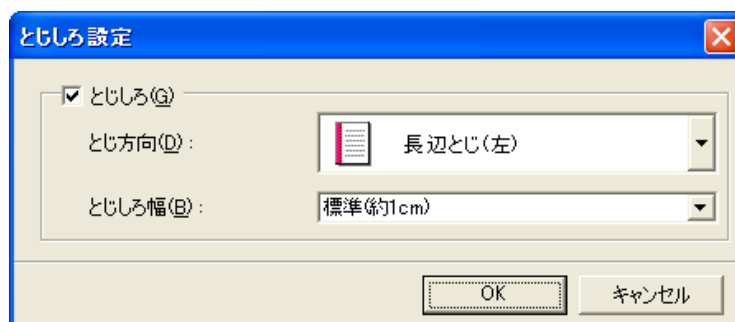 とじしろ設定
とじしろ(G)
とじ方向(D):
長辺とじ(左)
とじしろ幅(B):
標準(約1cm)
OK
キャンセル